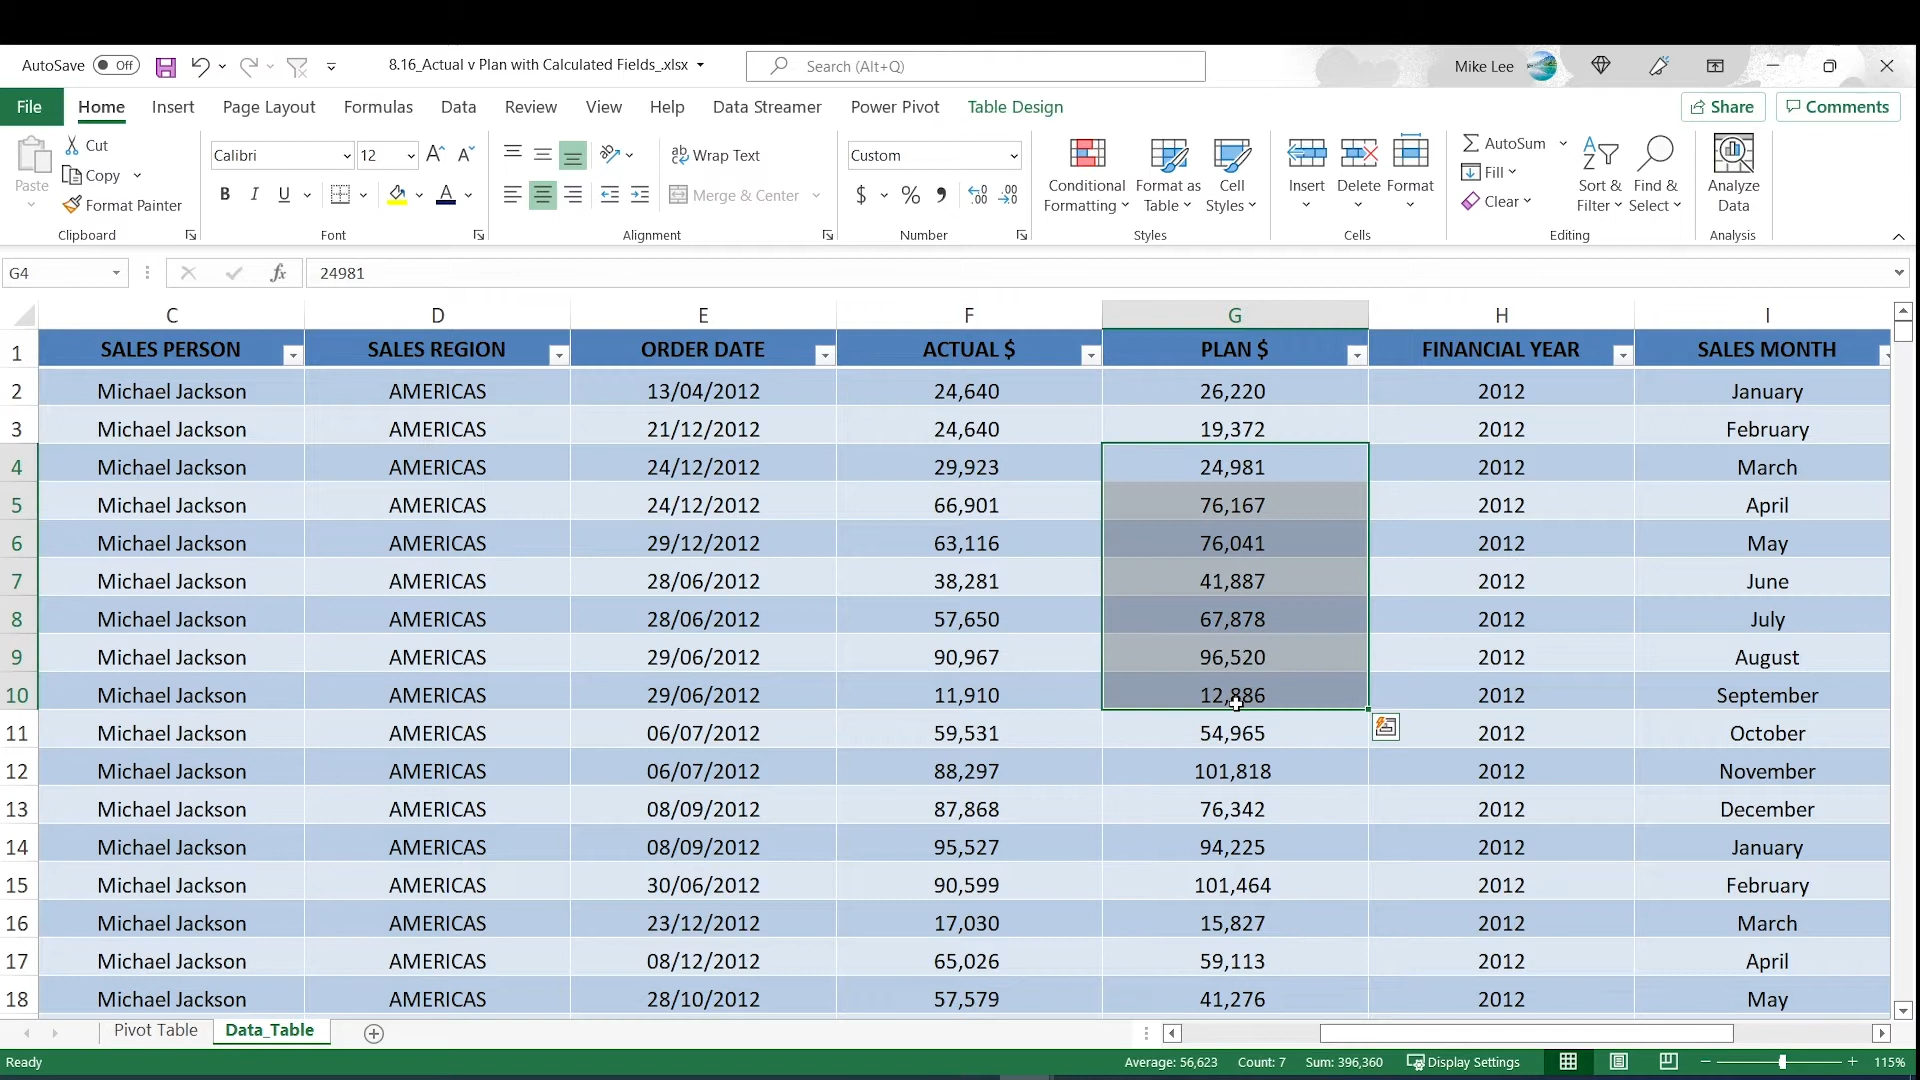 AutoSave Off 8.16_Actual v Plan with Calculated Fields_.xlsx Search (Alt+Q) Mike Lee
File Home Insert Page Layout Formulas Data Review View Help Data Streamer Power Pivot Table Design Share Comments
Paste
Cut
Copy
Format Painter
Clipboard
Calibri 12
B I U
Font
Wrap Text
Merge & Center
Alignment
Custom
$ % ,
Number
Conditional Formatting
Format as Table
Cell Styles
Styles
Insert
Delete
Format
Cells
AutoSum
Fill
Clear
Sort & Filter
Find & Select
Editing
Analyze Data
Analysis
G4 fx 24981
C D E F G H I
1 SALES PERSON SALES REGION ORDER DATE ACTUAL $ PLAN $ FINANCIAL YEAR SALES MONTH
2 Michael Jackson AMERICAS 13/04/2012 24,640 26,220 2012 January
3 Michael Jackson AMERICAS 21/12/2012 24,640 19,372 2012 February
4 Michael Jackson AMERICAS 24/12/2012 29,923 24,981 2012 March
5 Michael Jackson AMERICAS 24/12/2012 66,901 76,167 2012 April
6 Michael Jackson AMERICAS 29/12/2012 63,116 76,041 2012 May
7 Michael Jackson AMERICAS 28/06/2012 38,281 41,887 2012 June
8 Michael Jackson AMERICAS 28/06/2012 57,650 67,878 2012 July
9 Michael Jackson AMERICAS 29/06/2012 90,967 96,520 2012 August
10 Michael Jackson AMERICAS 29/06/2012 11,910 12,886 2012 September
11 Michael Jackson AMERICAS 06/07/2012 59,531 54,965 2012 October
12 Michael Jackson AMERICAS 06/07/2012 88,297 101,818 2012 November
13 Michael Jackson AMERICAS 08/09/2012 87,868 76,342 2012 December
14 Michael Jackson AMERICAS 08/09/2012 95,527 94,225 2012 January
15 Michael Jackson AMERICAS 30/06/2012 90,599 101,464 2012 February
16 Michael Jackson AMERICAS 23/12/2012 17,030 15,827 2012 March
17 Michael Jackson AMERICAS 08/12/2012 65,026 59,113 2012 April
18 Michael Jackson AMERICAS 28/10/2012 57,579 41,276 2012 May
Pivot Table Data_Table
Ready Average: 56,623 Count: 7 Sum: 396,360 Display Settings 115%